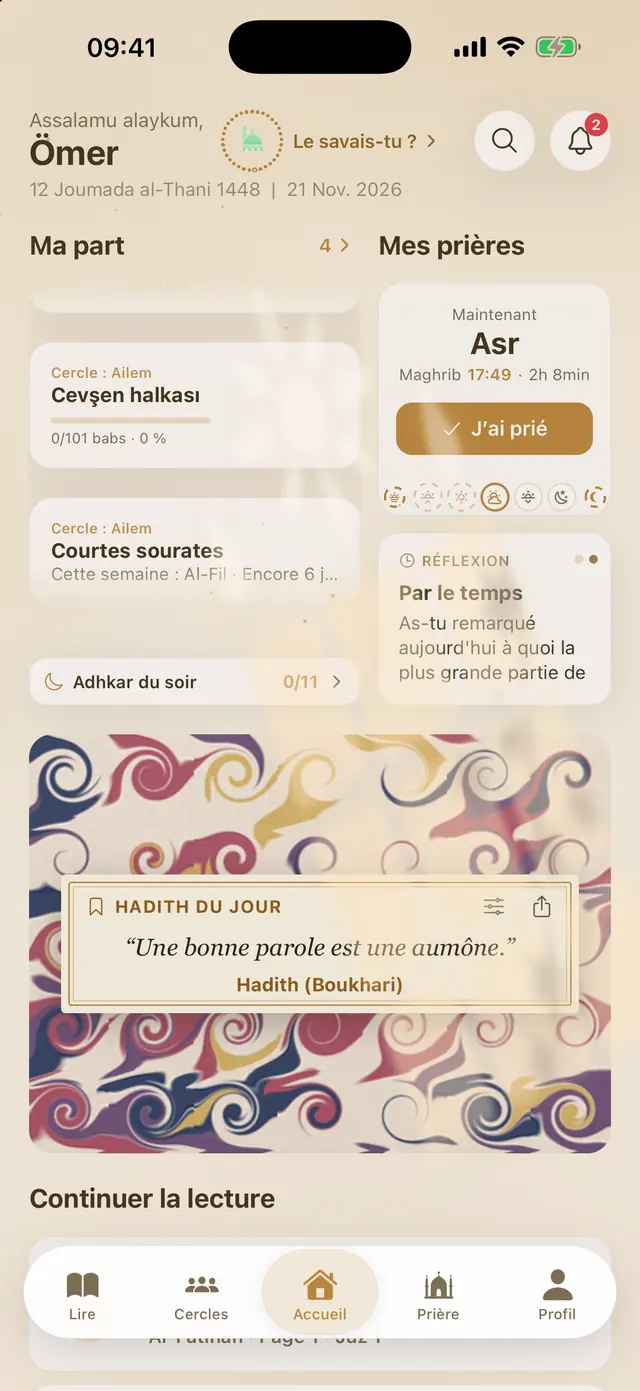 09:41
Assalamu alaykum,
Ömer
Le savais-tu ?
2
12 Joumada al-Thani 1448 | 21 Nov. 2026
Ma part
4
Cercle : Ailem
Cevşen halkası
0/101 babs · 0 %
Cercle : Ailem
Courtes sourates
Cette semaine : Al-Fil · Encore 6 j...
Adhkar du soir
0/11
Mes prières
Maintenant
Asr
Maghrib 17:49 · 2h 8min
J'ai prié
RÉFLEXION
Par le temps
As-tu remarqué
aujourd'hui à quoi la
plus grande partie de
HADITH DU JOUR
“Une bonne parole est une aumône.”
Hadith (Boukhari)
Continuer la lecture
Lire
Cercles
Accueil
Prière
Profil